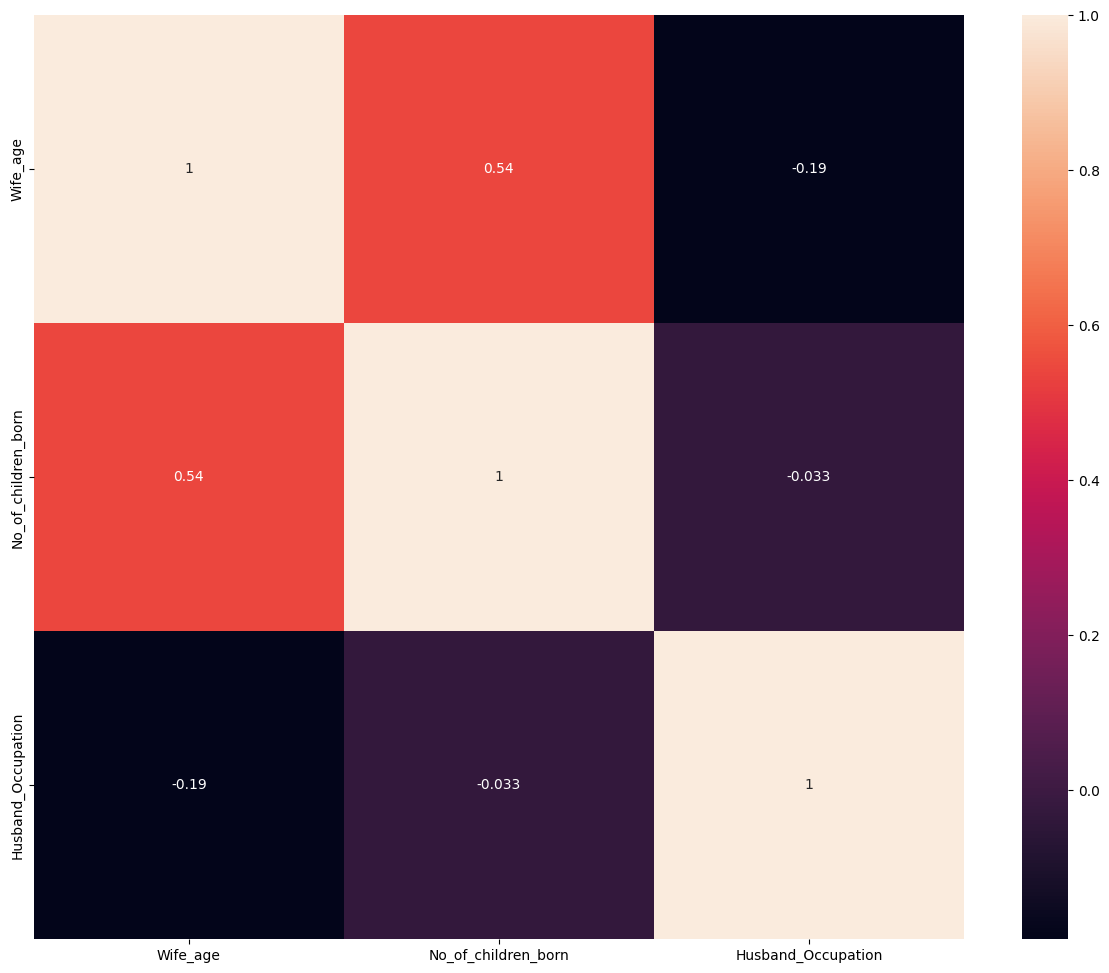 1.0
Wife_age
1
0.54
-0.19
0.8
0.6
No_of_children_born
0.54
1
-0.033
0.4
0.2
Husband_Occupation
-0.19
-0.033
1
0.0
Wife_age
No_of_children_born
Husband_Occupation